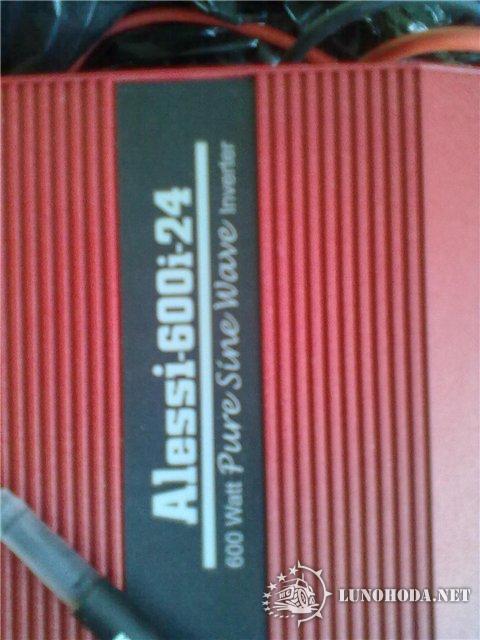 Alessi-600i-24
600 Watt Pure Sine Wave Inverter
LUNOHODA.NET